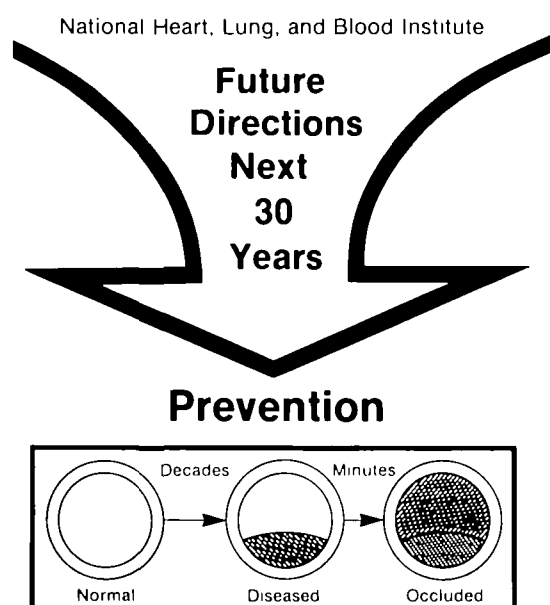 National Heart, Lung, and Blood Institute
Future
Directions
Next
30
Years
Prevention
Decades Minutes
Normal Diseased Occluded